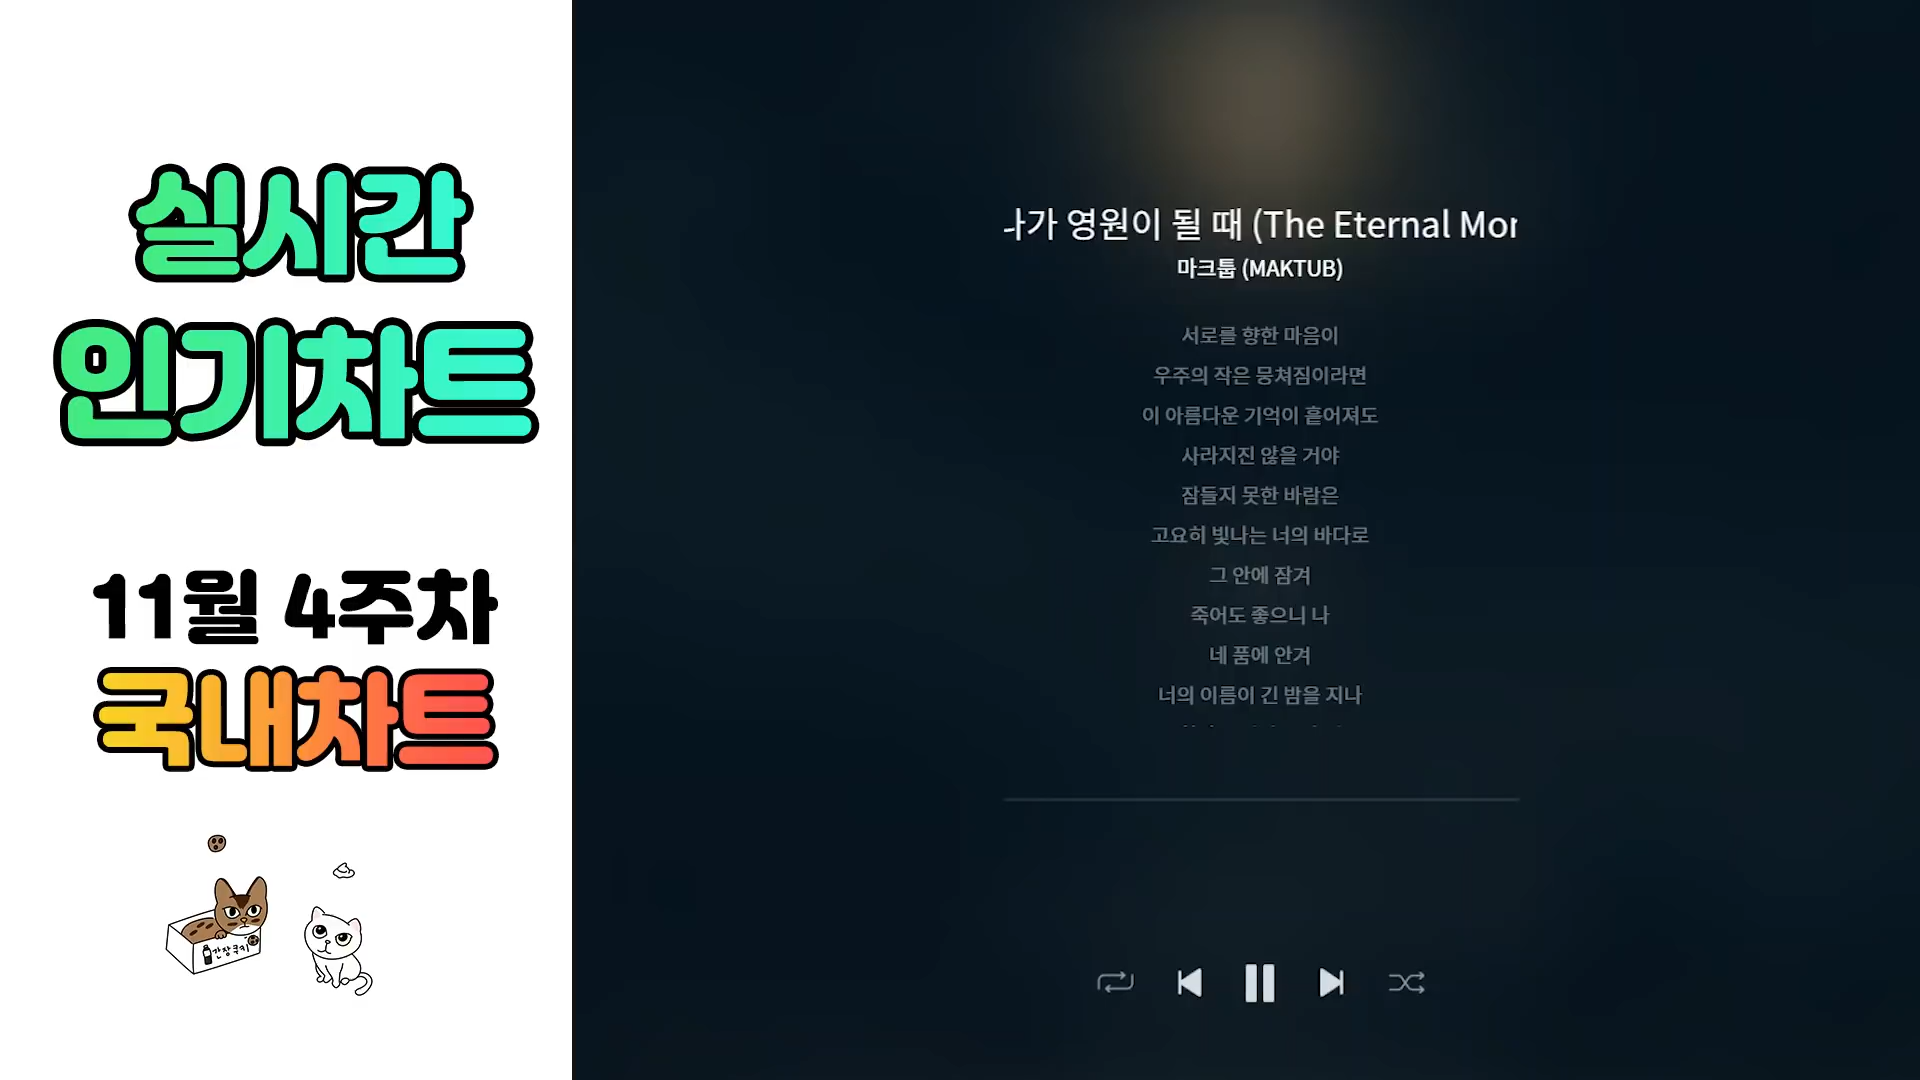 실시간
인기차트
11월 4주차
국내차트
간장쿠키
가 영원이 될 때 (The Eternal
마크툽 (MAKTUB)
서로를 향한 마음이
우주의 작은 뭉쳐짐이라면
이 아름다운 기억이 흩어져도
사라지진 않을 거야
잠들지 못한 바람은
고요히 빛나는 너의 바다로
그 안에 잠겨
죽어도 좋으니 나
네 품에 안겨
너의 이름이 긴 밤을 지나